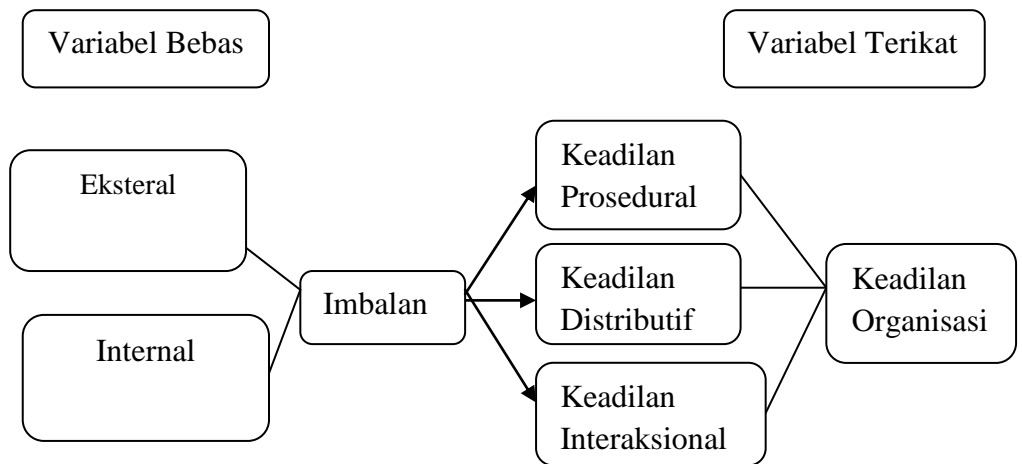 Variabel Bebas
Variabel Terikat
Eksteral
Internal
Imbalan
Keadilan
Prosedural
Keadilan
Distributif
Keadilan
Interaksional
Keadilan
Organisasi